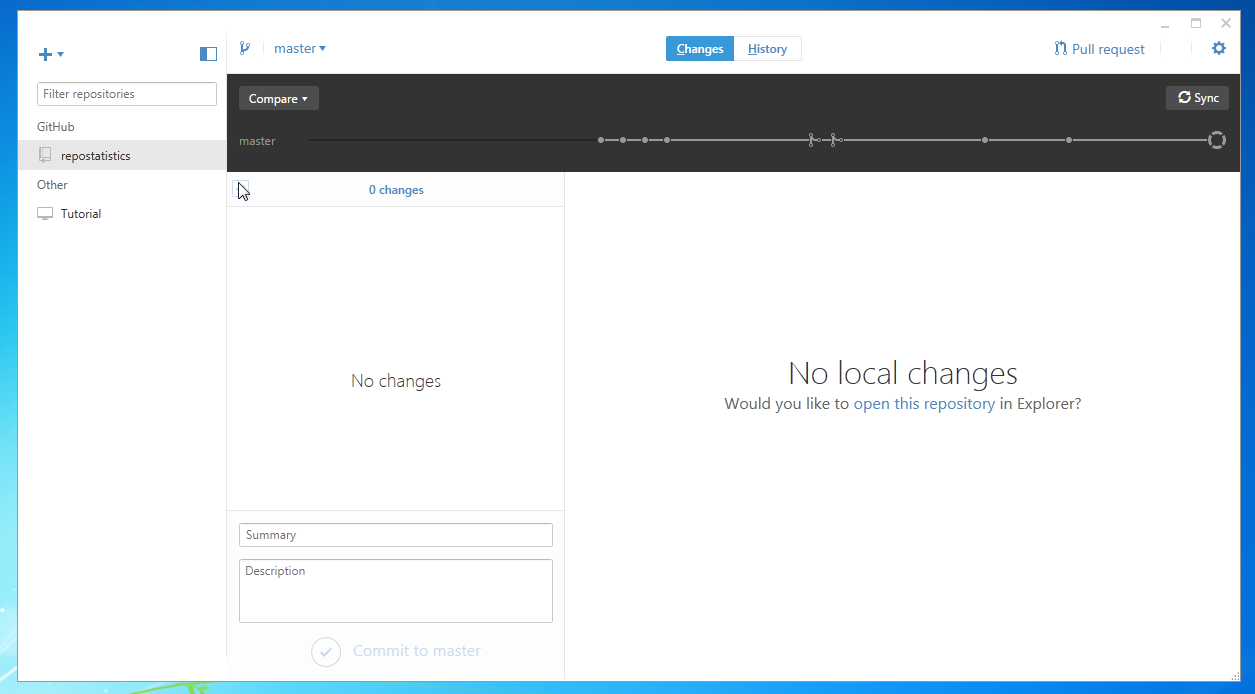 master
Changes
History
Pull request
Filter repositories
Compare
Sync
GitHub
master
repostatistics
Other
0 changes
Tutorial
No changes
No local changes
Would you like to open this repository in Explorer?
Summary
Description
Commit to master